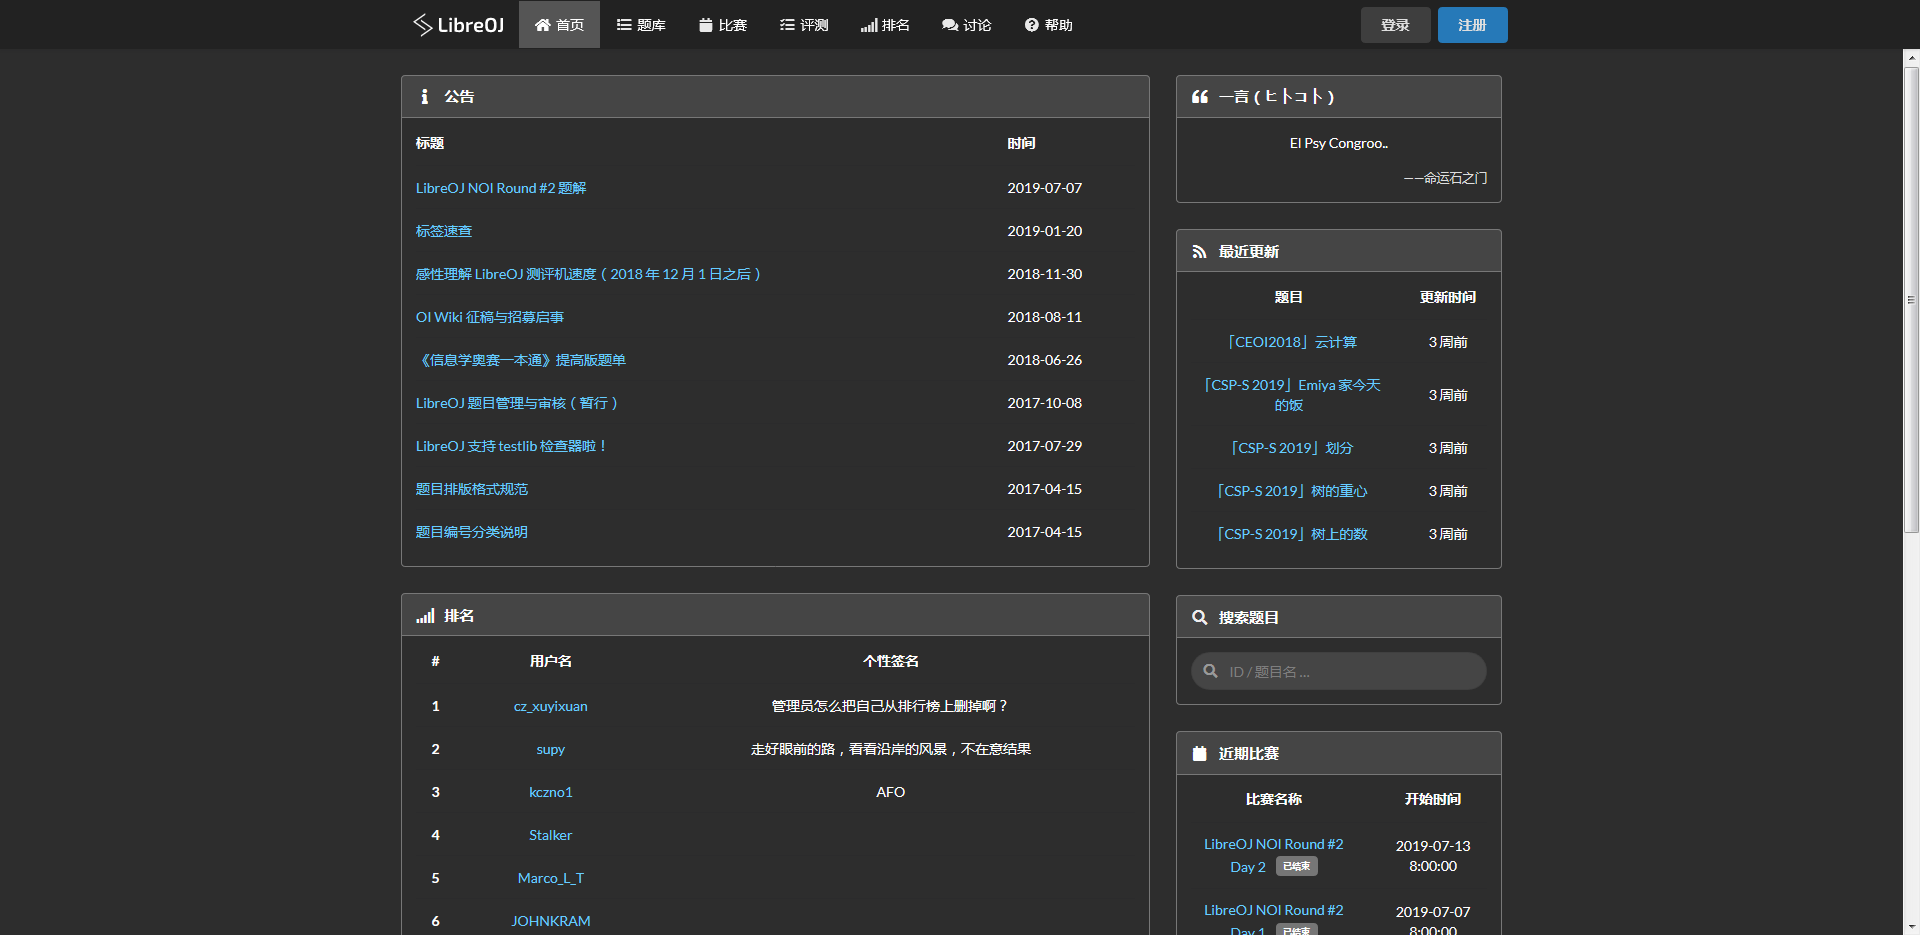 LibreOJ 首页 题库 比赛 评测 排名 讨论 帮助 登录 注册
公告
标题 时间
LibreOJ NOI Round #2 题解 2019-07-07
标签速查 2019-01-20
感性理解 LibreOJ 测评机速度（2018 年 12 月 1 日之后） 2018-11-30
OI Wiki 征稿与招募启事 2018-08-11
《信息学奥赛一本通》提高版题单 2018-06-26
LibreOJ 题目管理与审核（暂行） 2017-10-08
LibreOJ 支持 testlib 检查器啦！ 2017-07-29
题目排版格式规范 2017-04-15
题目编号分类说明 2017-04-15
排名
# 用户名 个性签名
1 cz_xuyixuan 管理员怎么把自己从排行榜上删掉啊？
2 supy 走好眼前的路，看看沿岸的风景，不在意结果
3 kczno1 AFO
4 Stalker
5 Marco_L_T
6 JOHNKRAM
一言（ヒトコト）
El Psy Congroo..
——命运石之门
最近更新
题目 更新时间
「CEOI2018」云计算 3 周前
「CSP-S 2019」Emiya 家今天
的饭 3 周前
「CSP-S 2019」划分 3 周前
「CSP-S 2019」树的重心 3 周前
「CSP-S 2019」树上的数 3 周前
搜索题目
ID / 题目名 ...
近期比赛
比赛名称 开始时间
LibreOJ NOI Round #2 2019-07-13
Day 2 已结束 8:00:00
LibreOJ NOI Round #2 2019-07-07
Day 1 已结束 8:00:00